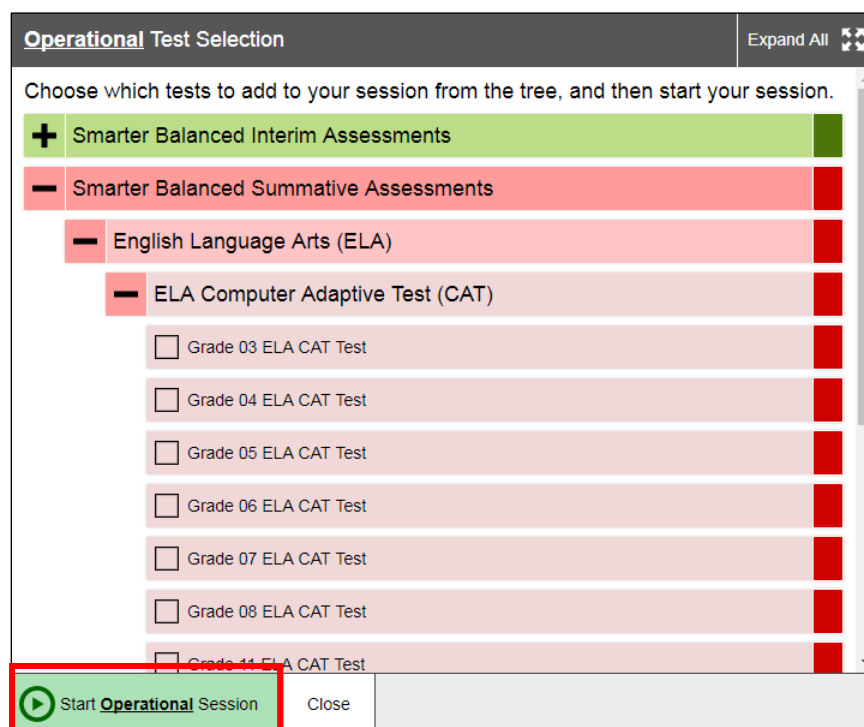 Operational Test Selection
Expand All
Choose which tests to add to your session from the tree, and then start your session.
Smarter Balanced Interim Assessments
Smarter Balanced Summative Assessments
English Language Arts (ELA)
ELA Computer Adaptive Test (CAT)
Grade 03 ELA CAT Test
Grade 04 ELA CAT Test
Grade 05 ELA CAT Test
Grade 06 ELA CAT Test
Grade 07 ELA CAT Test
Grade 08 ELA CAT Test
Grade 11 ELA CAT Test
Start Operational Session
Close